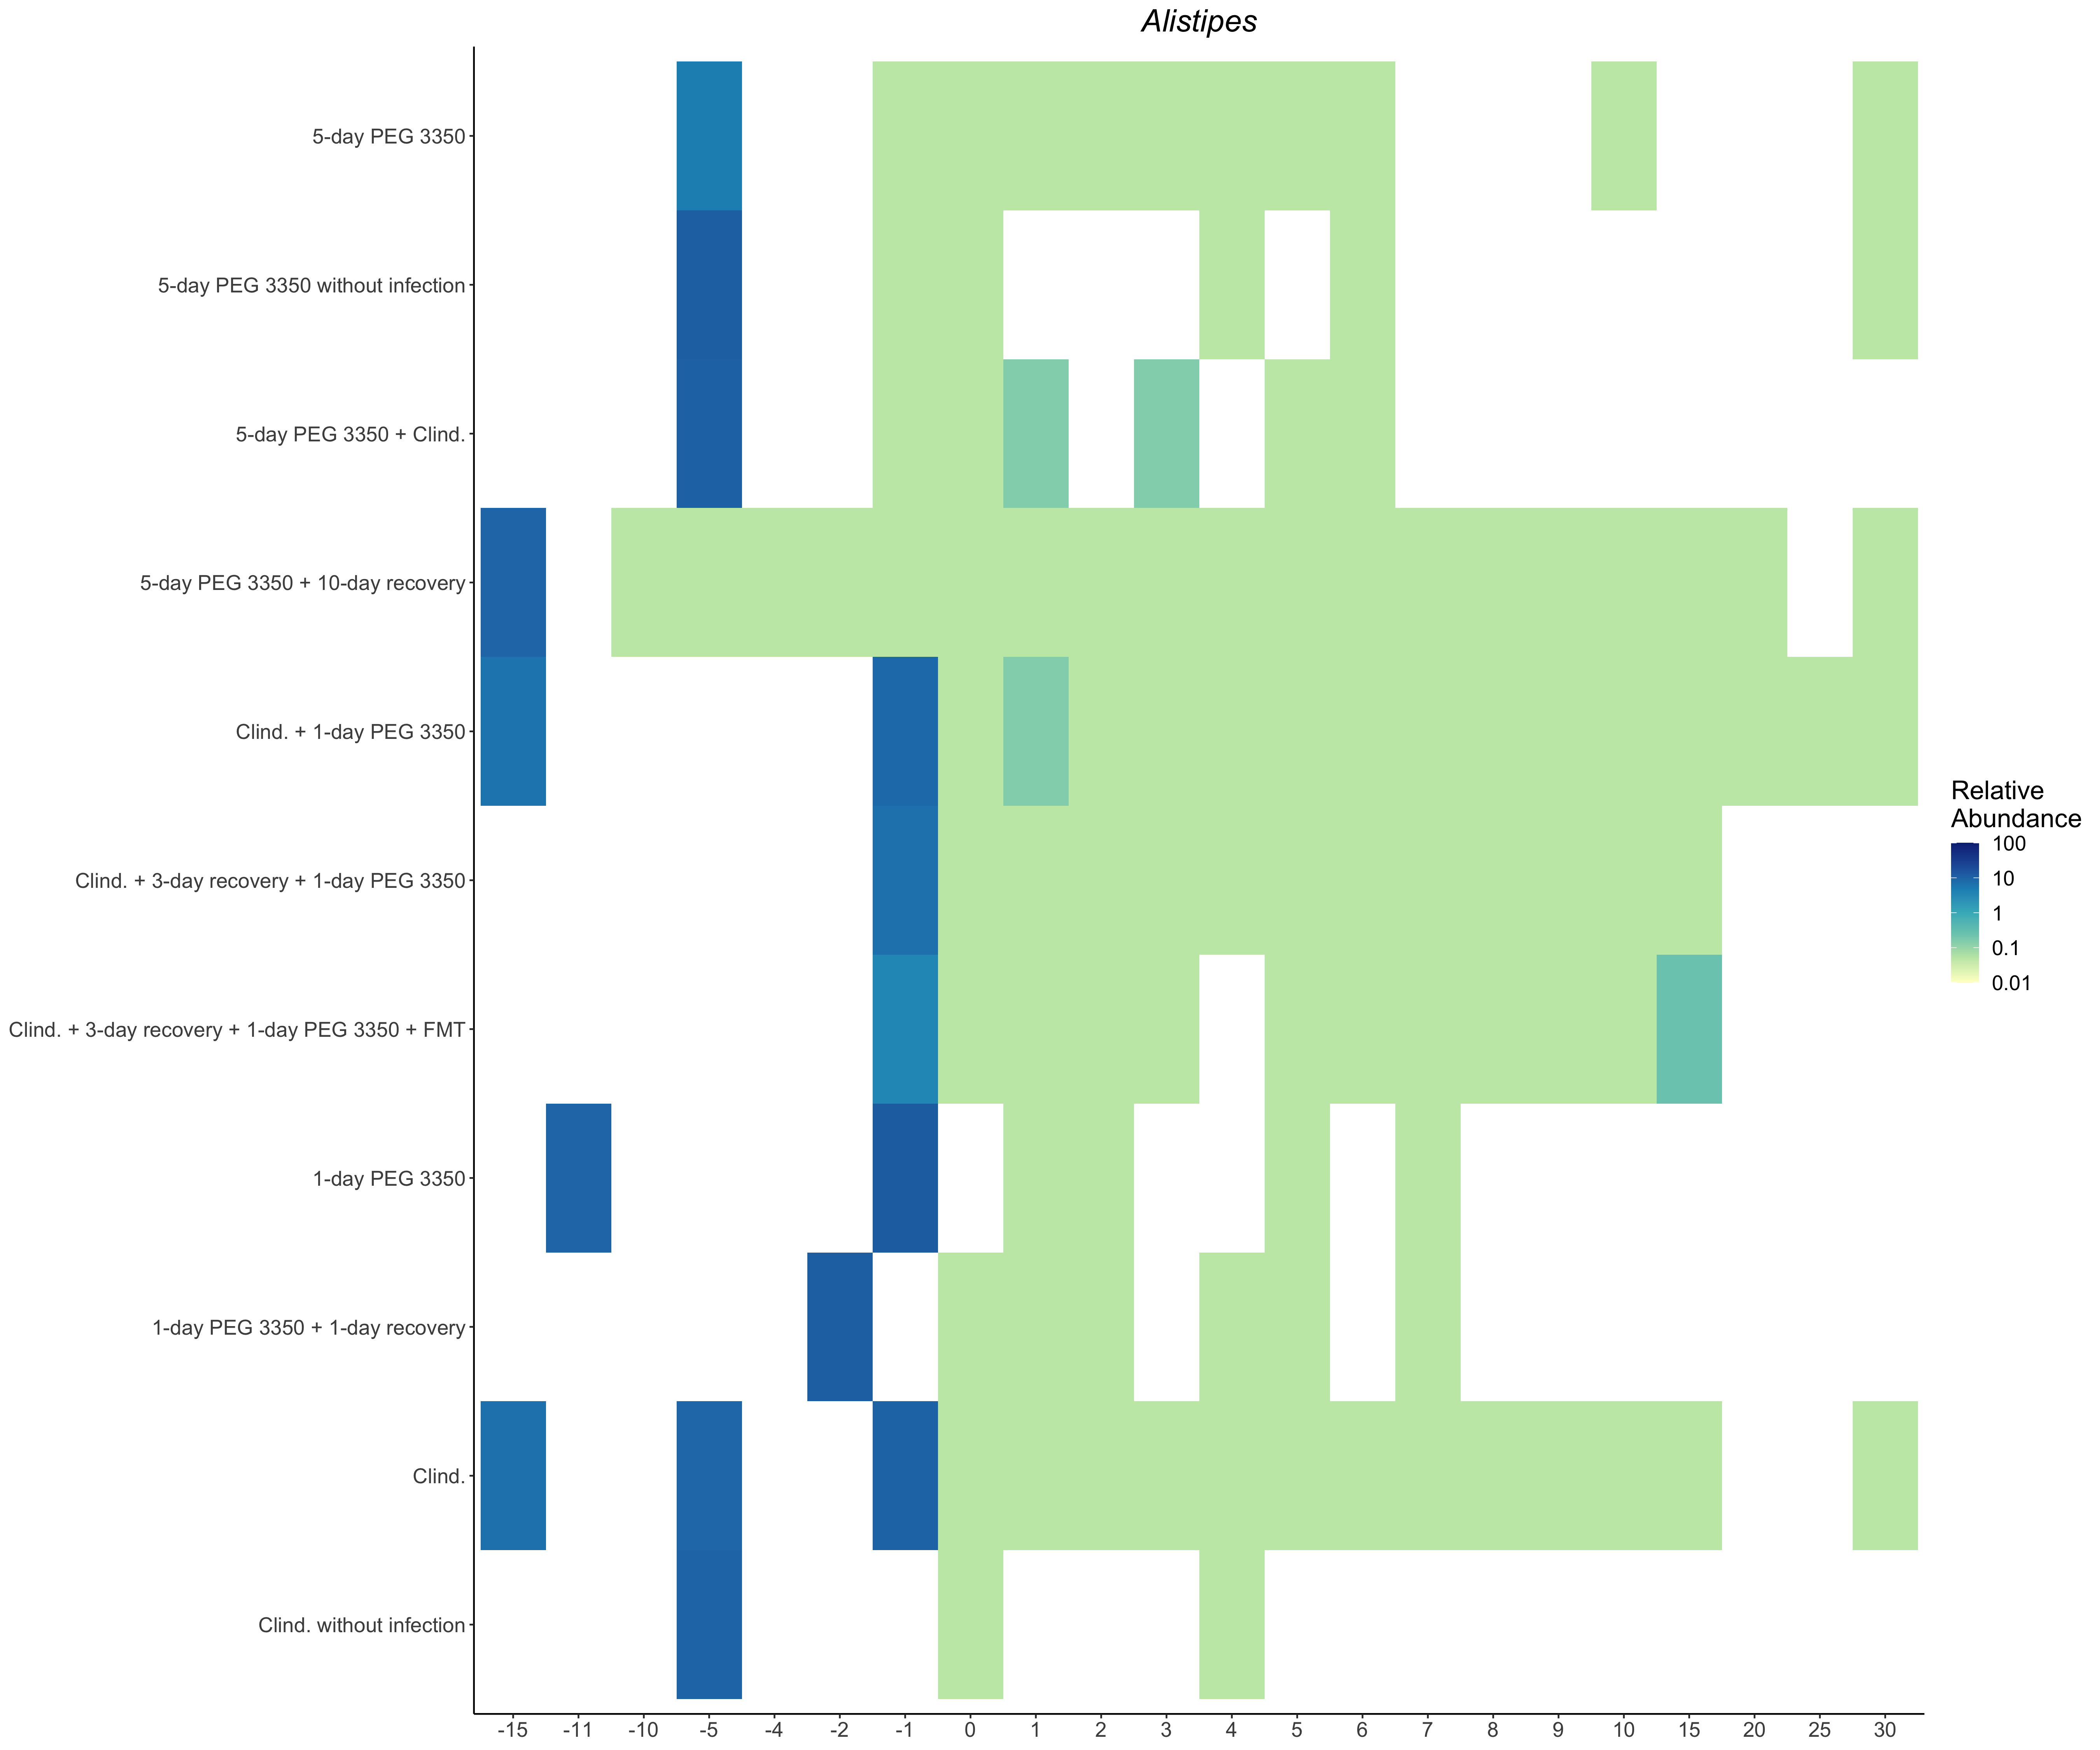 Alistipes
5-day PEG 3350
5-day PEG 3350 without infection
5-day PEG 3350 + Clind.
5-day PEG 3350 + 10-day recovery
Clind. + 1-day PEG 3350
Clind. + 3-day recovery + 1-day PEG 3350
Clind. + 3-day recovery + 1-day PEG 3350 + FMT
1-day PEG 3350
1-day PEG 3350 + 1-day recovery
Clind.
Clind. without infection
-15 -11 -10 -5 -4 -2 -1 0 1 2 3 4 5 6 7 8 9 10 15 20 25 30
Relative
Abundance
100
10
1
0.1
0.01